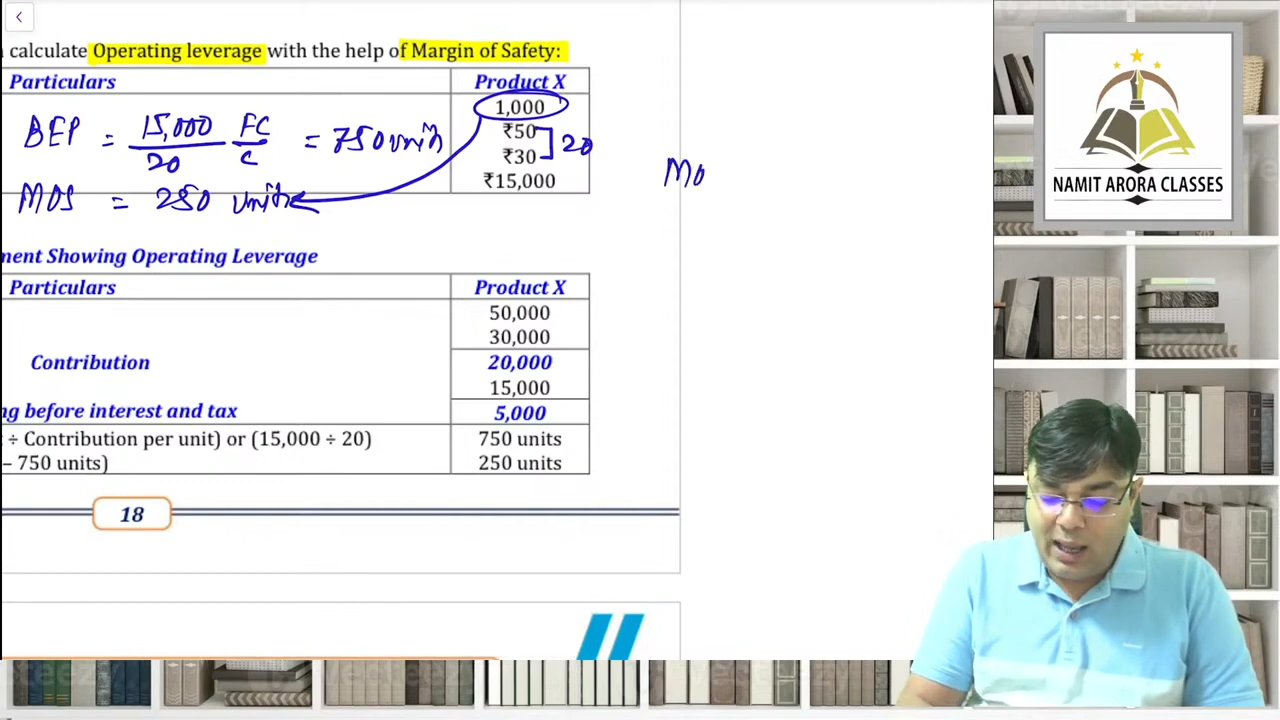 calculate Operating leverage with the help of Margin of Safety:
Particulars Product X
1,000
₹50
₹30
₹15,000
BEP = 15,000 / 20 FC / C = 750 units
] 20
MOS = 250 units
Mo
ment Showing Operating Leverage
Particulars Product X
50,000
30,000
Contribution 20,000
15,000
ng before interest and tax 5,000
÷ Contribution per unit) or (15,000 ÷ 20) 750 units
– 750 units) 250 units
18
NAMIT ARORA CLASSES